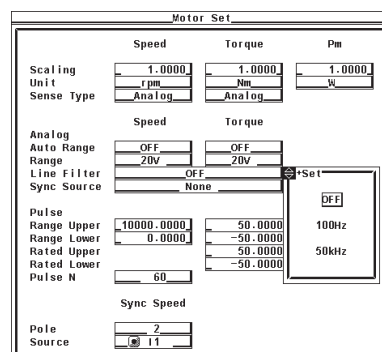 Motor Set
Speed Torque Pm
Scaling 1.0000 1.0000 1.0000
Unit rpm Nm W
Sense Type Analog Analog
Speed Torque
Analog
Auto Range OFF OFF
Range 20V 20V
Line Filter OFF +Set
Sync Source None
OFF
Pulse
Range Upper 10000.0000 50.0000 100Hz
Range Lower 0.0000 -50.0000
Rated Upper 50.0000 50kHz
Rated Lower -50.0000
Pulse N 60
Sync Speed
Pole 2
Source I1